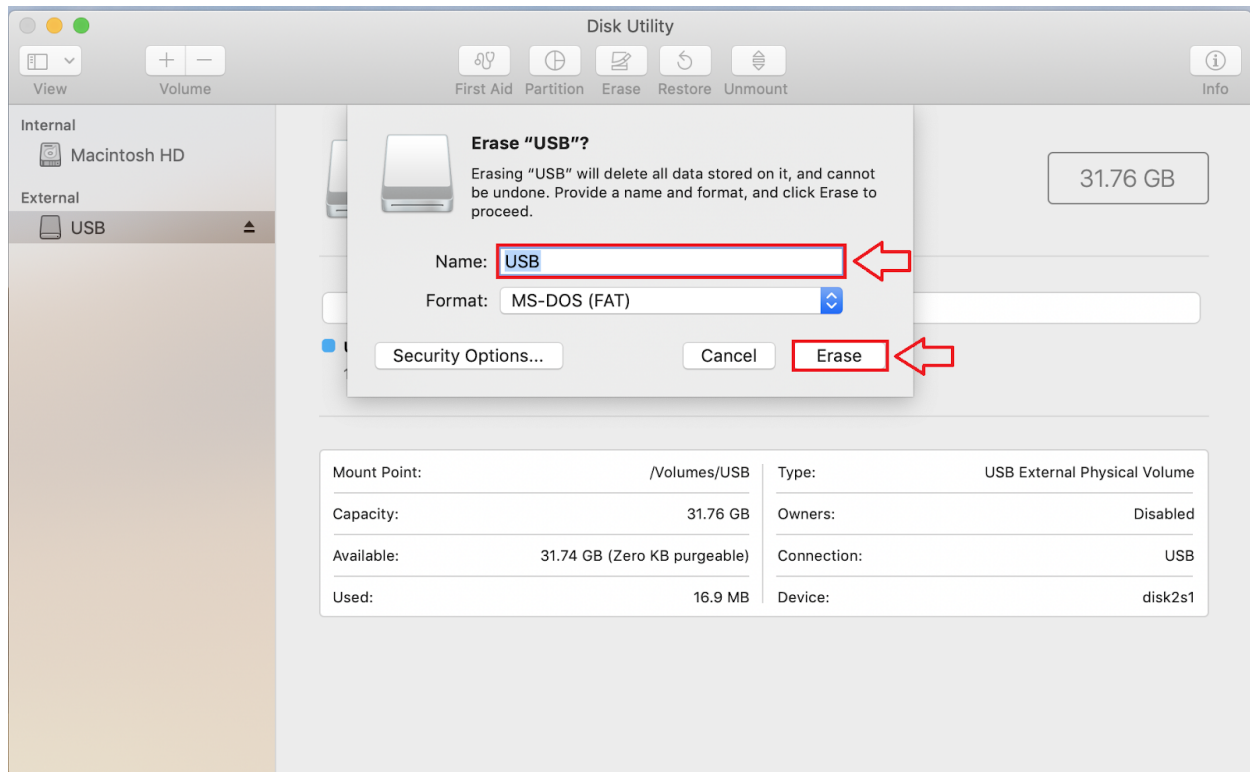 Disk Utility
View
Volume
First Aid
Partition
Erase
Restore
Unmount
Info
Internal
Macintosh HD
External
USB
31.76 GB
Erase “USB”?
Erasing “USB” will delete all data stored on it, and cannot
be undone. Provide a name and format, and click Erase to
proceed.
Name: USB
Format: MS-DOS (FAT)
Security Options...
Cancel
Erase
Mount Point: /Volumes/USB
Type: USB External Physical Volume
Capacity: 31.76 GB
Owners: Disabled
Available: 31.74 GB (Zero KB purgeable)
Connection: USB
Used: 16.9 MB
Device: disk2s1